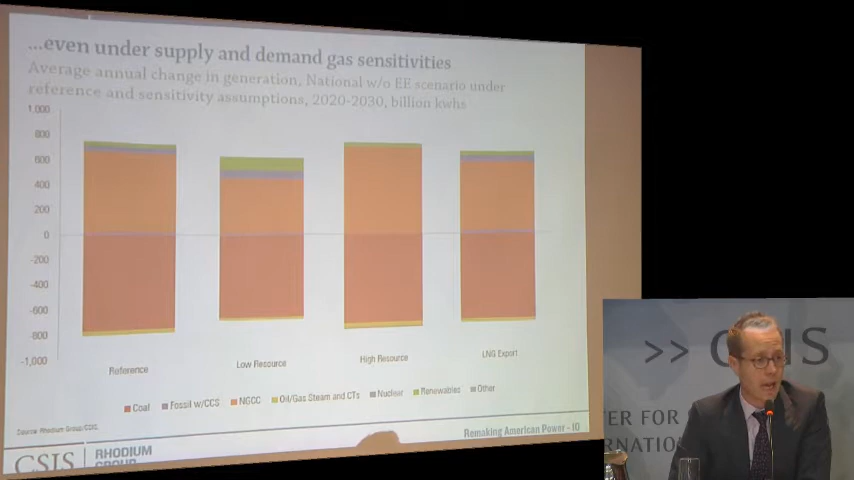 ...even under supply and demand gas sensitivities
Average annual change in generation, National w/o EE scenario under
reference and sensitivity assumptions, 2020-2030, billion kwhs
1,000
800
600
400
200
0
-200
-400
-600
-800
-1,000
Reference
Low Resource
High Resource
LNG Export
Coal
Fossil w/CCS
NGCC
Oil/Gas Steam and CTs
Nuclear
Renewables
Other
Source: Rhodium Group/CSIS.
Remaking American Power - 10
CSIS
RHODIUM
GROUP
>> C IS
ER FOR
RNATIO